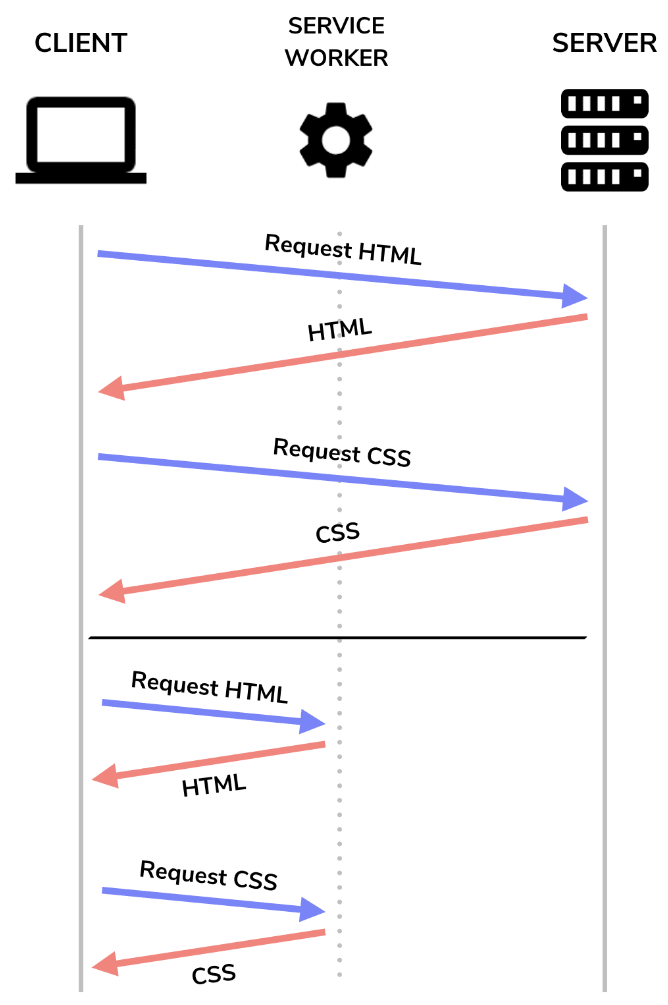 CLIENT
SERVICE
WORKER
SERVER
Request HTML
HTML
Request CSS
CSS
Request HTML
HTML
Request CSS
CSS